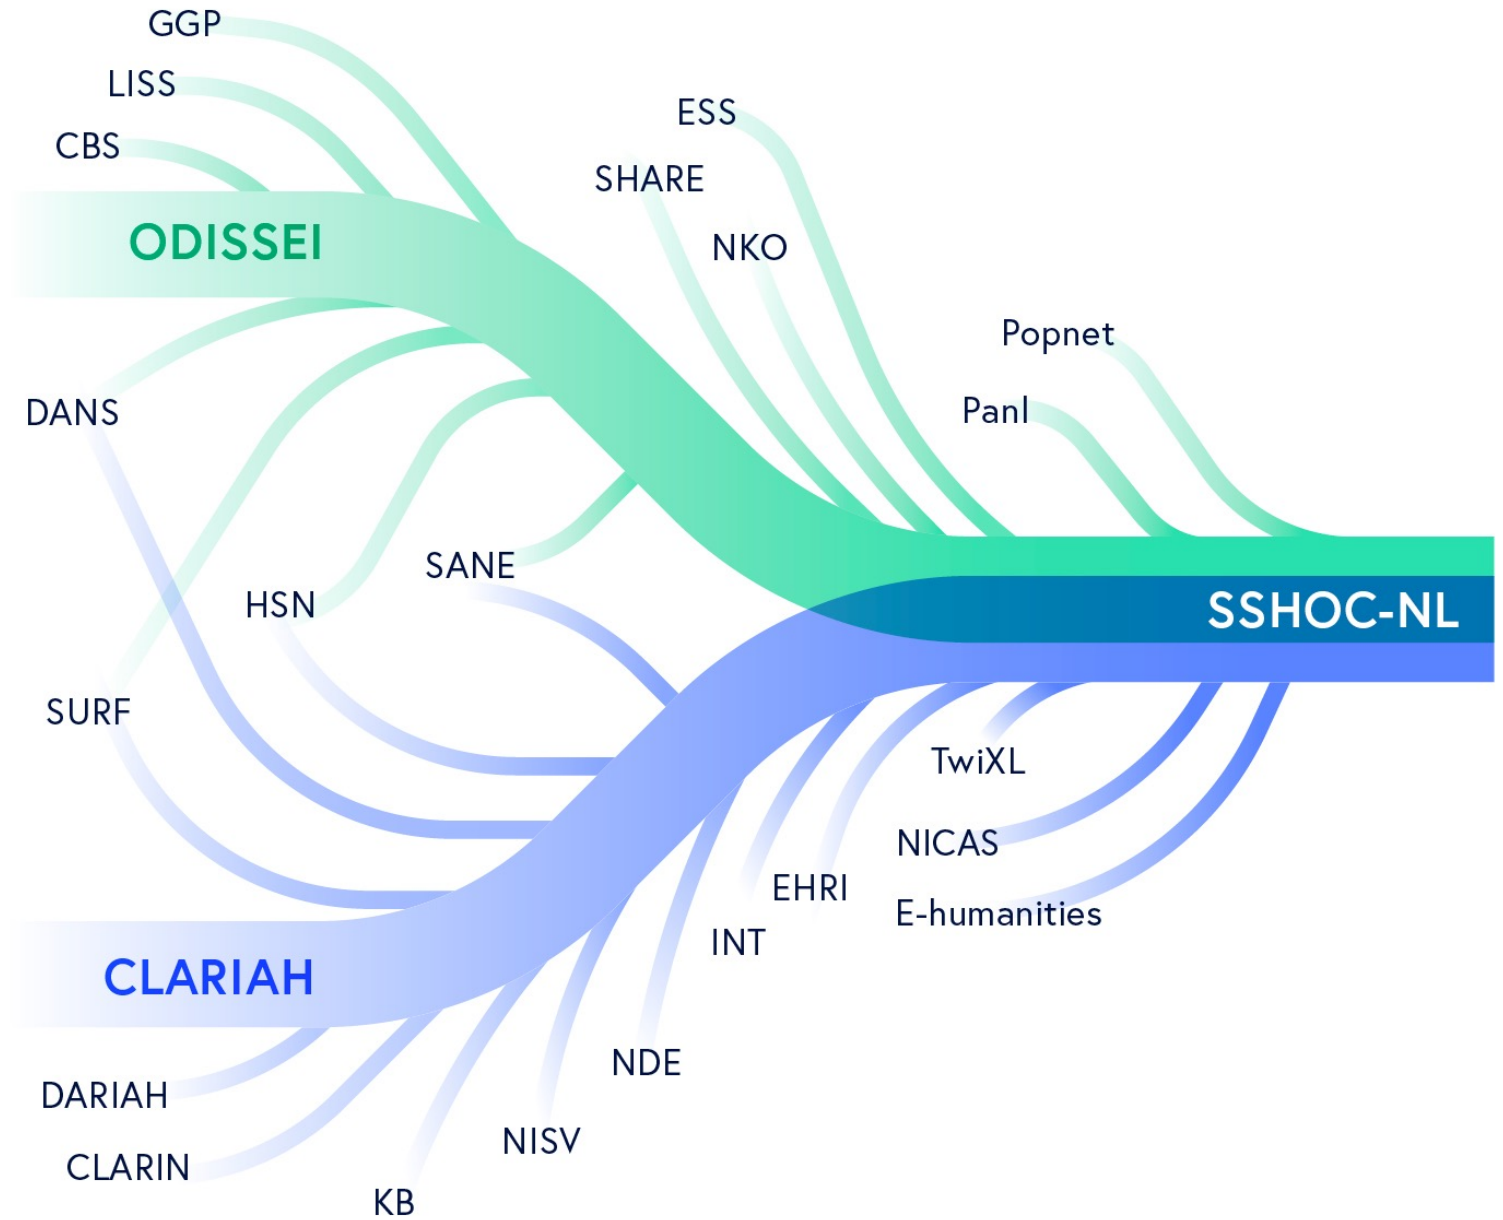 GGP
LISS
CBS
ODISSEI
ESS
SHARE
NKO
Popnet
Panl
DANS
SANE
HSN
SURF
SSHOC-NL
TwiXL
NICAS
EHRI
E-humanities
INT
CLARIAH
NDE
DARIAH
NISV
CLARIN
KB